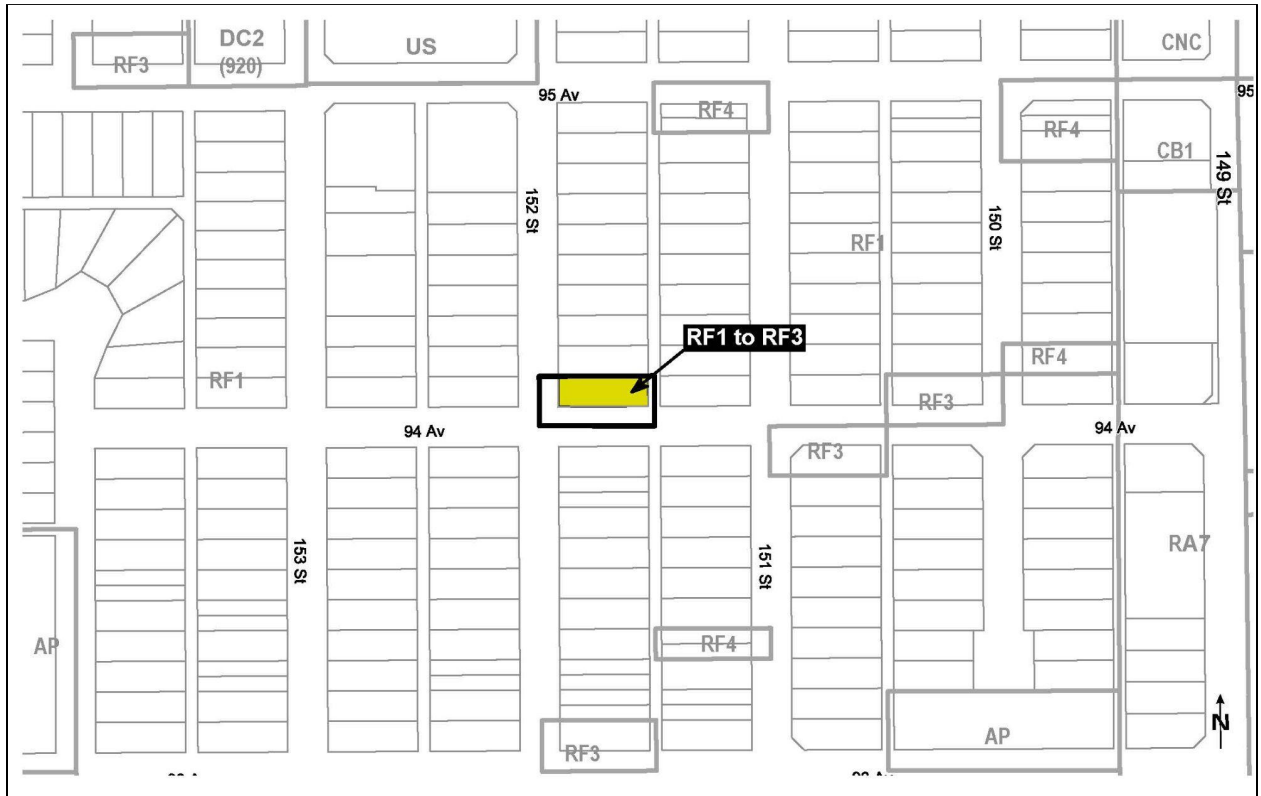 DC2
US
CNC
RF3
(920)
95 Av
95
RF4
RF4
CB1
149 St
152 St
150 St
RF1
RF1 to RF3
RF4
RF1
RF3
94 Av
94 Av
RF3
153 St
151 St
RA7
AP
RF4
N
AP
RF3